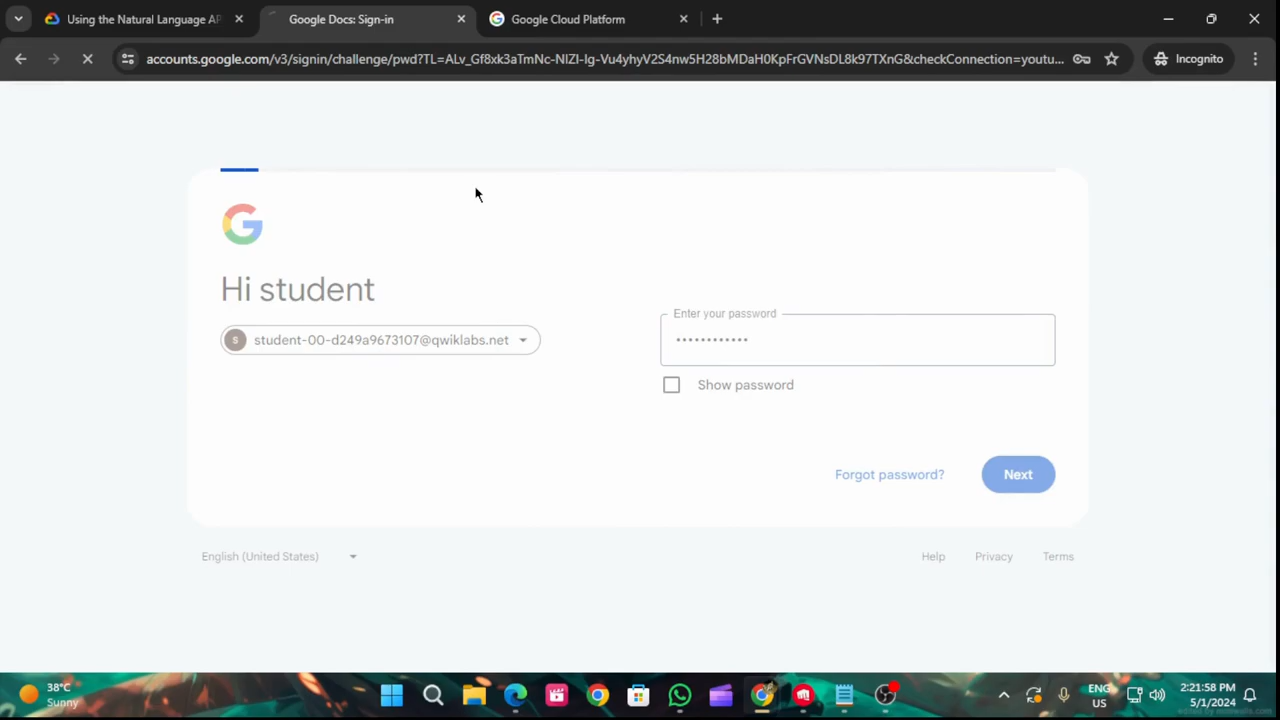 Using the Natural Language AP
Google Docs: Sign-in
Google Cloud Platform
accounts.google.com/v3/signin/challenge/pwd?TL=ALv_Gf8xk3aTmNc-NIZI-Ig-Vu4yhyV2S4nw5H28bMDaH0KpFrGVNsDL8k97TXnG&checkConnection=youtu...
Incognito
Hi student
s
student-00-d249a9673107@qwiklabs.net
Enter your password
••••••••••••
Show password
Forgot password?
Next
English (United States)
Help
Privacy
Terms
38°C
Sunny
ENG
US
2:21:58 PM
5/1/2024